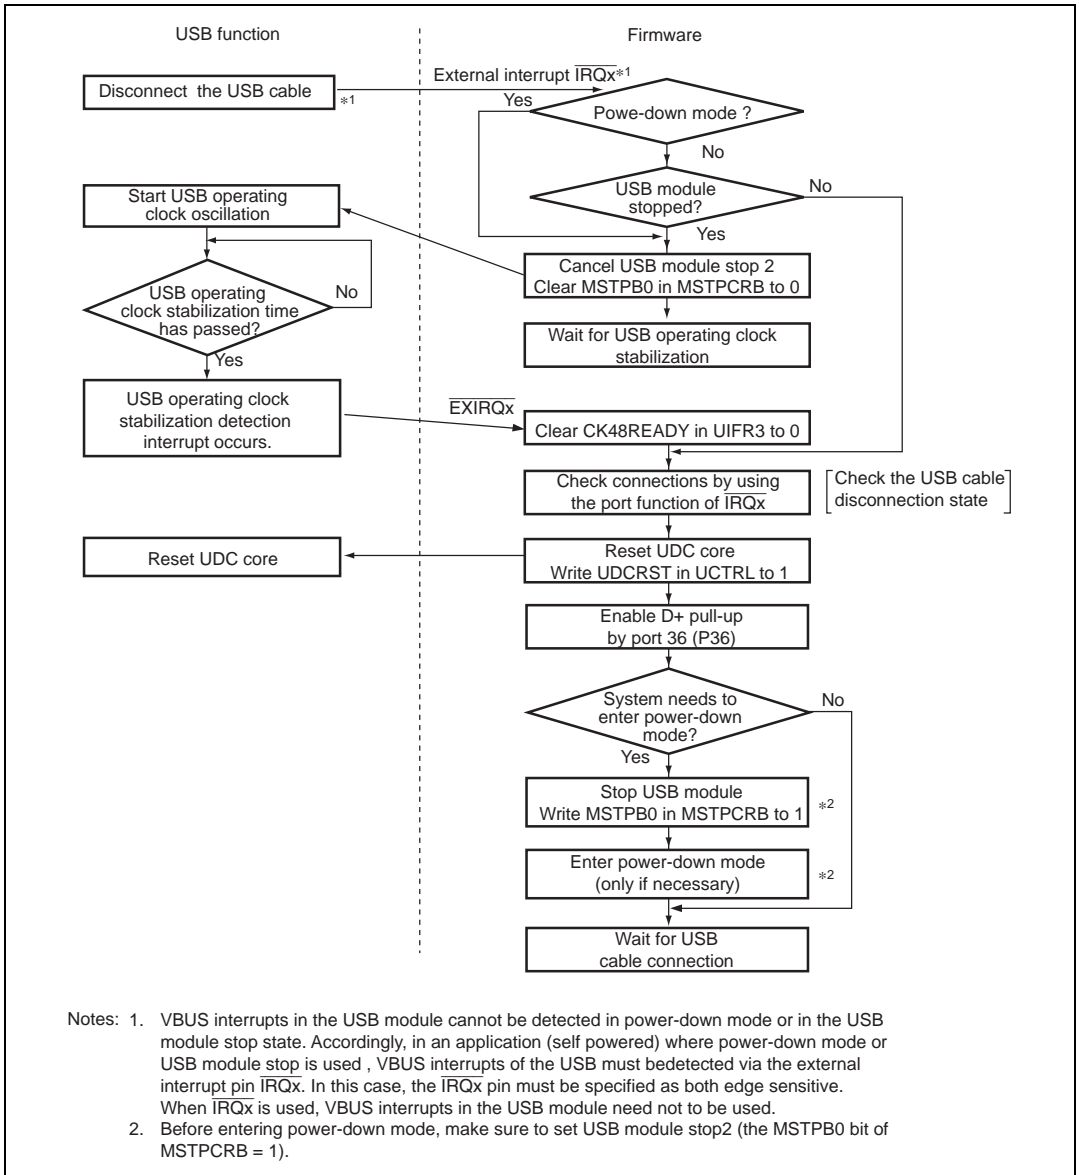 USB function
Firmware
Disconnect the USB cable
*1
External interrupt IRQx*1
Powe-down mode ?
Yes
No
USB module
stopped?
No
Yes
Start USB operating
clock oscillation
Cancel USB module stop 2
Clear MSTPB0 in MSTPCRB to 0
USB operating
clock stabilization time
has passed?
No
Yes
Wait for USB operating clock
stabilization
USB operating clock
stabilization detection
interrupt occurs.
EXIRQx
Clear CK48READY in UIFR3 to 0
Check connections by using
the port function of IRQx
Check the USB cable
disconnection state
Reset UDC core
Reset UDC core
Write UDCRST in UCTRL to 1
Enable D+ pull-up
by port 36 (P36)
System needs to
enter power-down
mode?
No
Yes
Stop USB module
Write MSTPB0 in MSTPCRB to 1
*2
Enter power-down mode
(only if necessary)
*2
Wait for USB
cable connection
Notes: 1. VBUS interrupts in the USB module cannot be detected in power-down mode or in the USB
module stop state. Accordingly, in an application (self powered) where power-down mode or
USB module stop is used , VBUS interrupts of the USB must bedetected via the external
interrupt pin IRQx. In this case, the IRQx pin must be specified as both edge sensitive.
When IRQx is used, VBUS interrupts in the USB module need not to be used.
2. Before entering power-down mode, make sure to set USB module stop2 (the MSTPB0 bit of
MSTPCRB = 1).